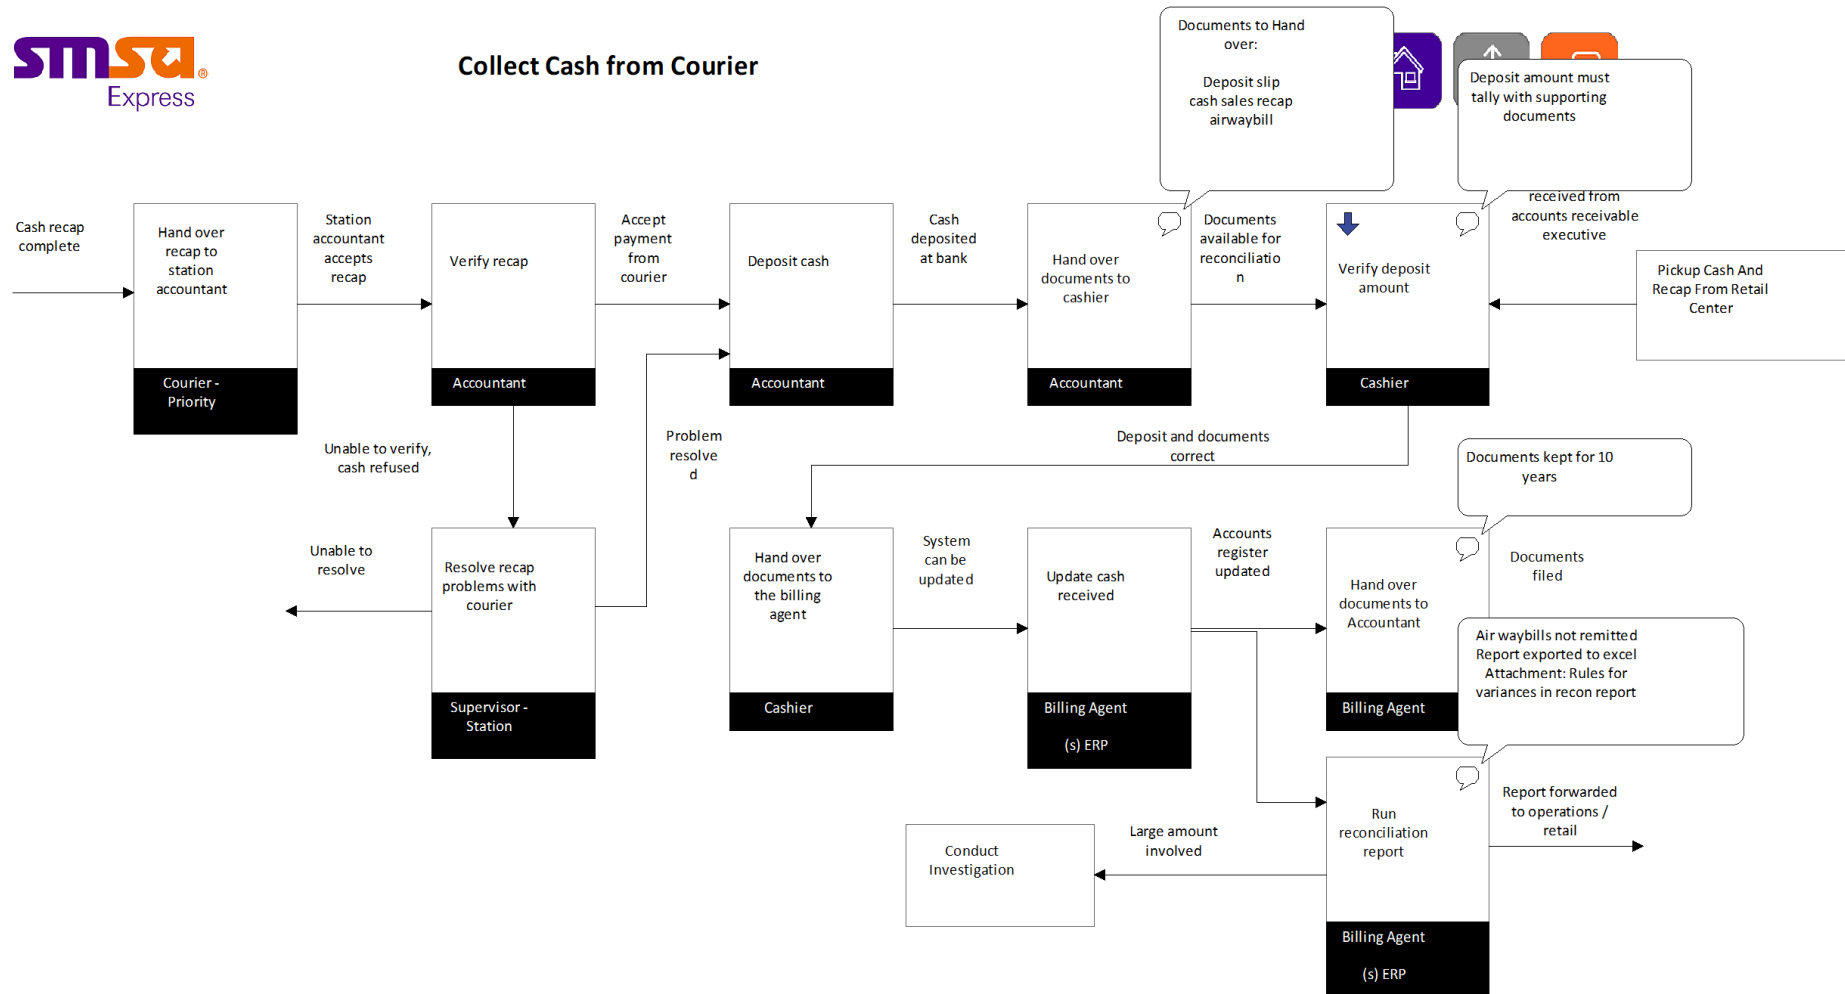 smsa
®
Express
Collect Cash from Courier
Documents to Hand
over:
Deposit slip
cash sales recap
airwaybill
Deposit amount must
tally with supporting
documents
Cash recap
complete
Hand over
recap to
station
accountant
Courier -
Priority
Station
accountant
accepts
recap
Verify recap
Accountant
Accept
payment
from
courier
Deposit cash
Accountant
Cash
deposited
at bank
Hand over
documents to
cashier
Accountant
Documents
available for
reconciliatio
n
Verify deposit
amount
Cashier
received from
accounts receivable
executive
Pickup Cash And
Recap From Retail
Center
Unable to verify,
cash refused
Problem
resolve
d
Deposit and documents
correct
Documents kept for 10
years
Unable to
resolve
Resolve recap
problems with
courier
Supervisor -
Station
Hand over
documents to
the billing
agent
Cashier
System
can be
updated
Update cash
received
Billing Agent
(s) ERP
Accounts
register
updated
Hand over
documents to
Accountant
Billing Agent
Documents
filed
Air waybills not remitted
Report exported to excel
Attachment: Rules for
variances in recon report
Conduct
Investigation
Large amount
involved
Run
reconciliation
report
Billing Agent
(s) ERP
Report forwarded
to operations /
retail